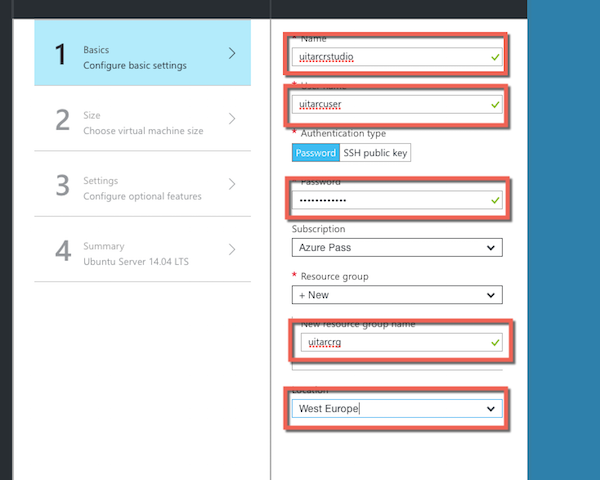 1
Basics
Configure basic settings
2
Size
Choose virtual machine size
3
Settings
Configure optional features
4
Summary
Ubuntu Server 14.04 LTS
* Name
uitarcrstudio
* User name
uitarcuser
* Authentication type
Password SSH public key
* Password
••••••••••••
Subscription
Azure Pass
* Resource group
+ New
* New resource group name
uitarcrg
Location
West Europe